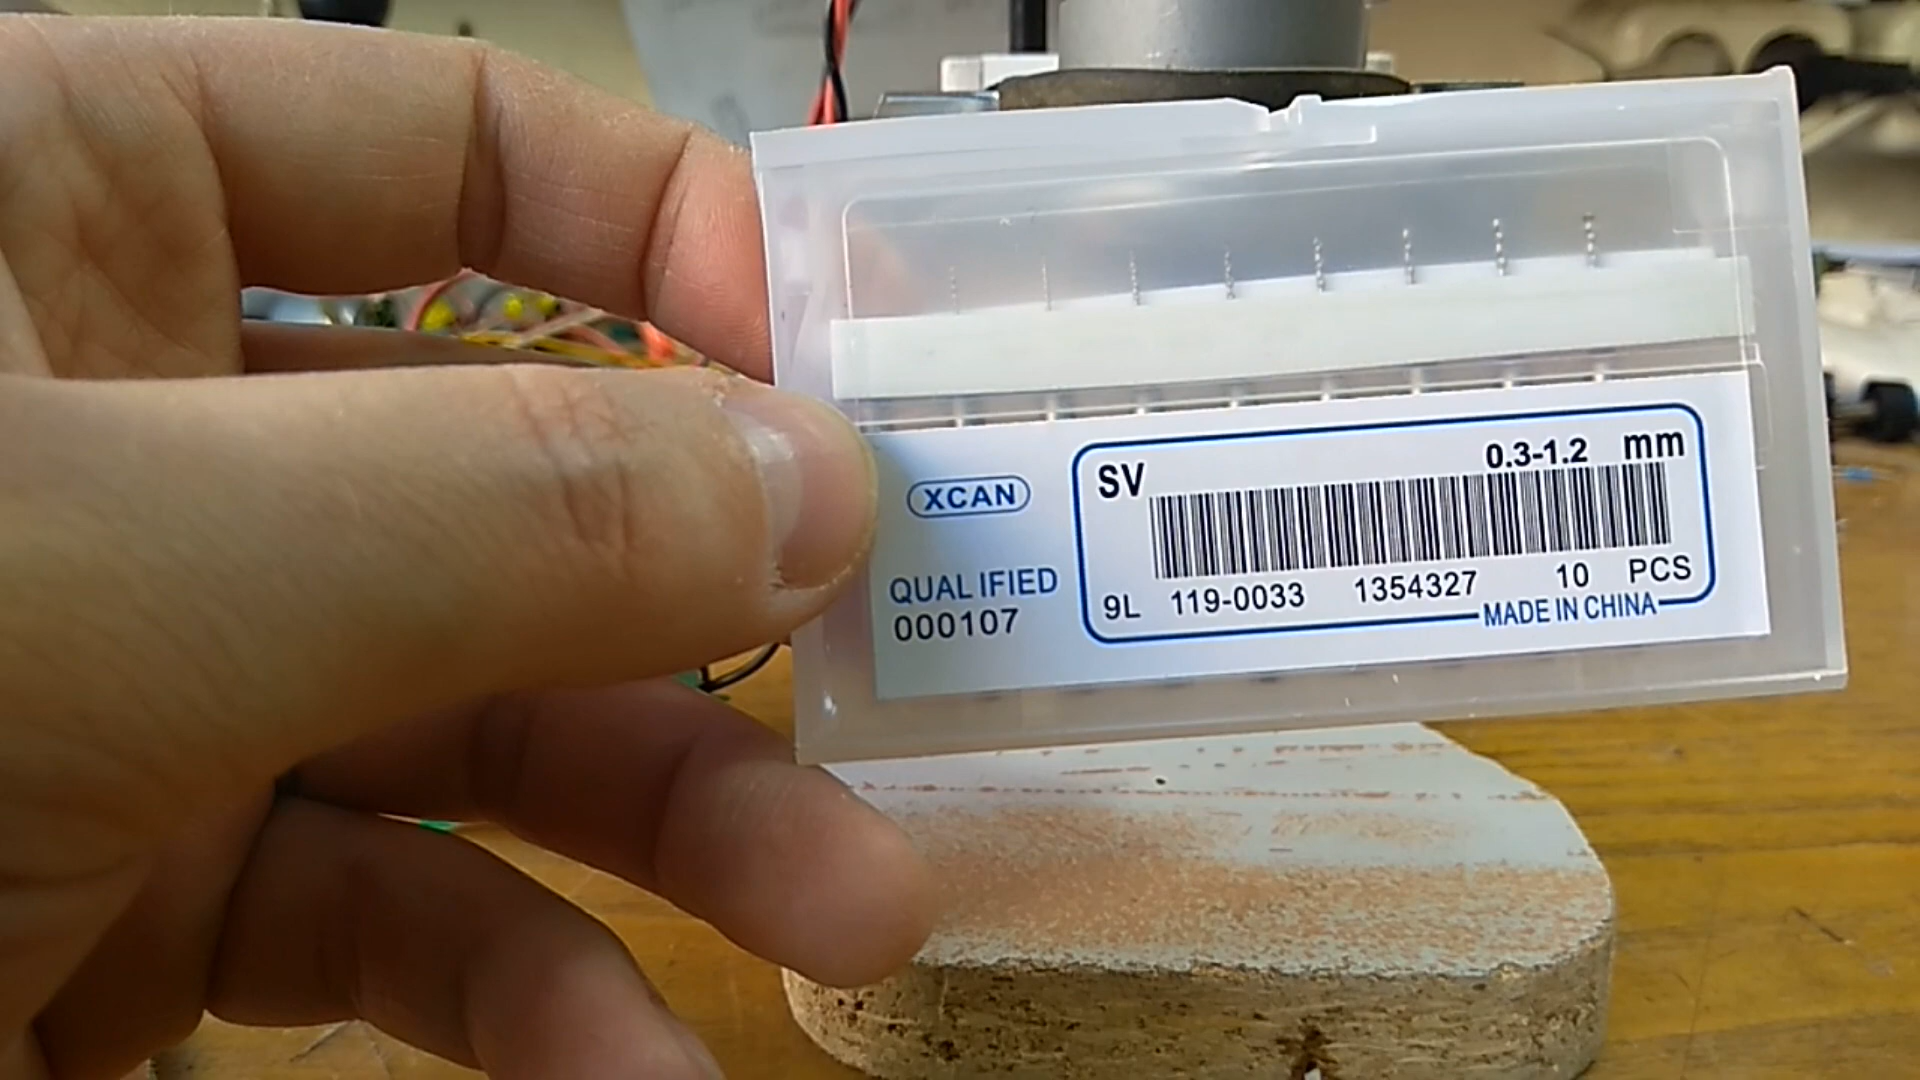 XCAN
QUALIFIED
000107
SV 0.3-1.2 mm
9L 119-0033 1354327 10 PCS
MADE IN CHINA